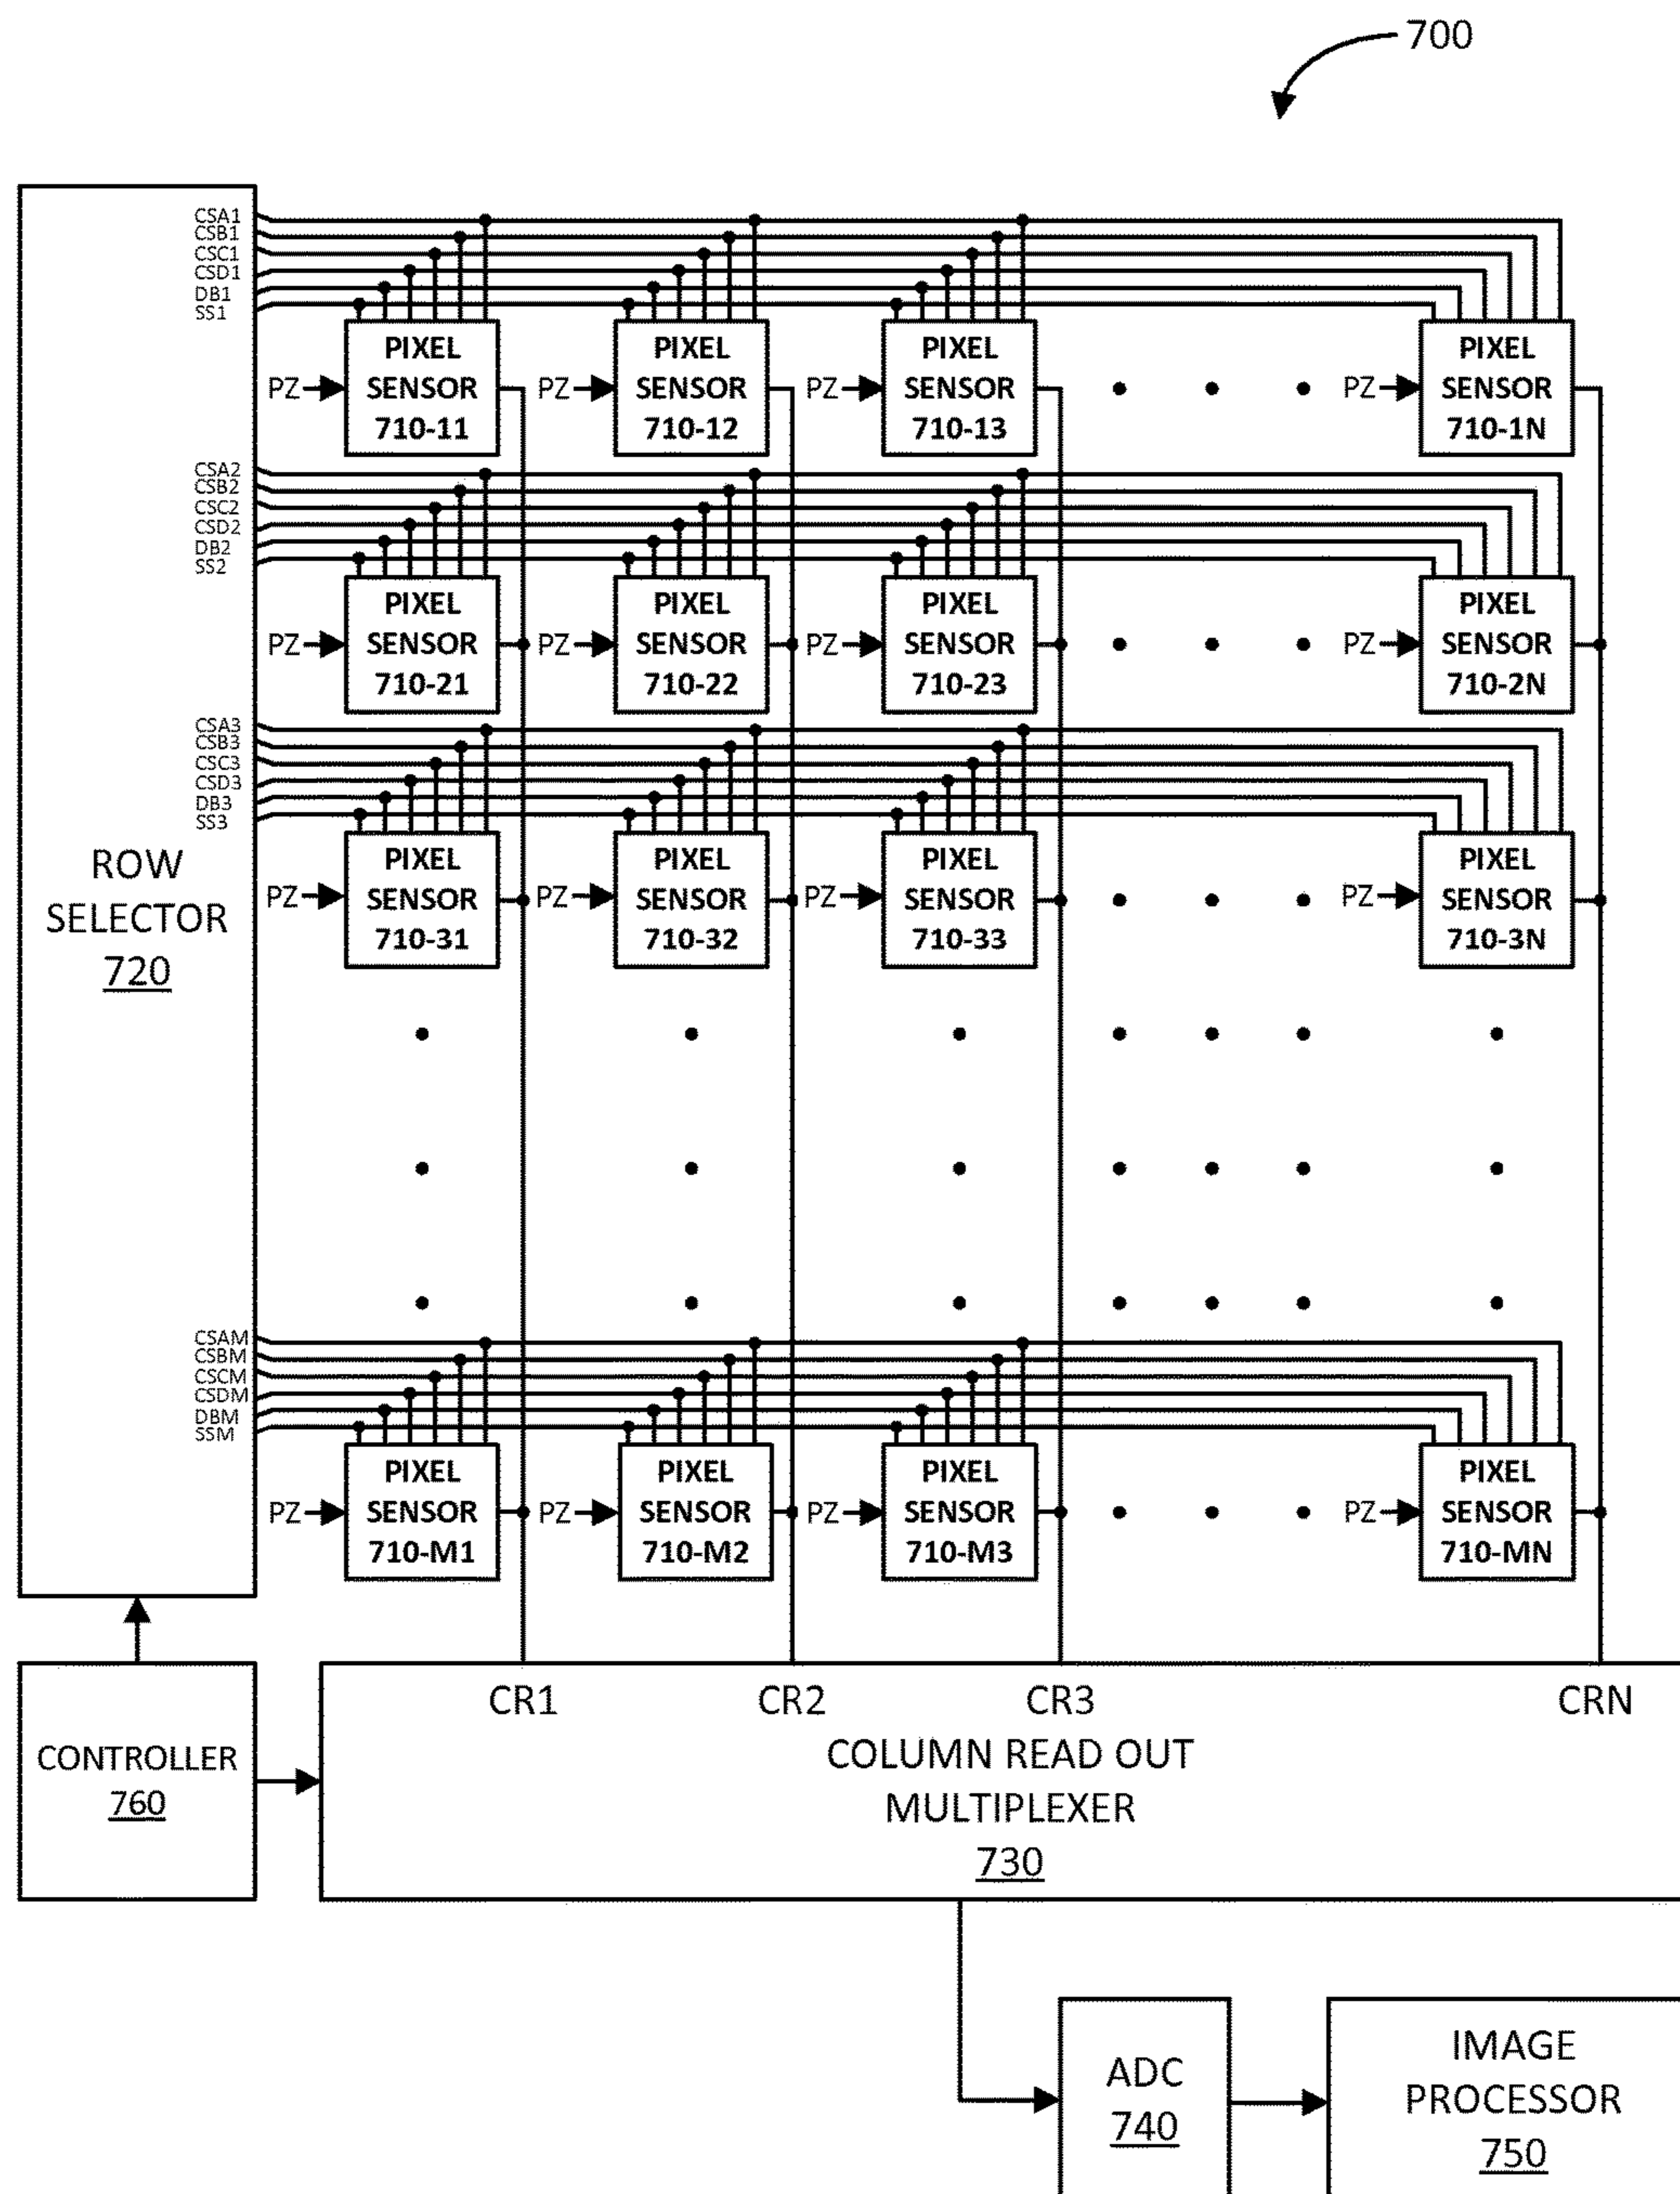 700
CSA1
CSB1
CSC1
CSD1
DB1
SS1
PZ
PIXEL
SENSOR
710-11
PZ
PIXEL
SENSOR
710-12
PZ
PIXEL
SENSOR
710-13
PZ
PIXEL
SENSOR
710-1N
CSA2
CSB2
CSC2
CSD2
DB2
SS2
PZ
PIXEL
SENSOR
710-21
PZ
PIXEL
SENSOR
710-22
PZ
PIXEL
SENSOR
710-23
PZ
PIXEL
SENSOR
710-2N
CSA3
CSB3
CSC3
CSD3
DB3
SS3
ROW
SELECTOR
720
PZ
PIXEL
SENSOR
710-31
PZ
PIXEL
SENSOR
710-32
PZ
PIXEL
SENSOR
710-33
PZ
PIXEL
SENSOR
710-3N
CSAM
CSBM
CSCM
CSDM
DBM
SSM
PZ
PIXEL
SENSOR
710-M1
PZ
PIXEL
SENSOR
710-M2
PZ
PIXEL
SENSOR
710-M3
PZ
PIXEL
SENSOR
710-MN
CONTROLLER
760
CR1 CR2 CR3 CRN
COLUMN READ OUT
MULTIPLEXER
730
ADC
740
IMAGE
PROCESSOR
750